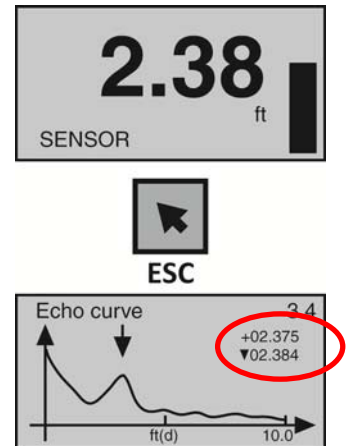 2.38
ft
SENSOR
ESC
Echo curve 3.4
+02.375
▼02.384
ft(d) 10.0